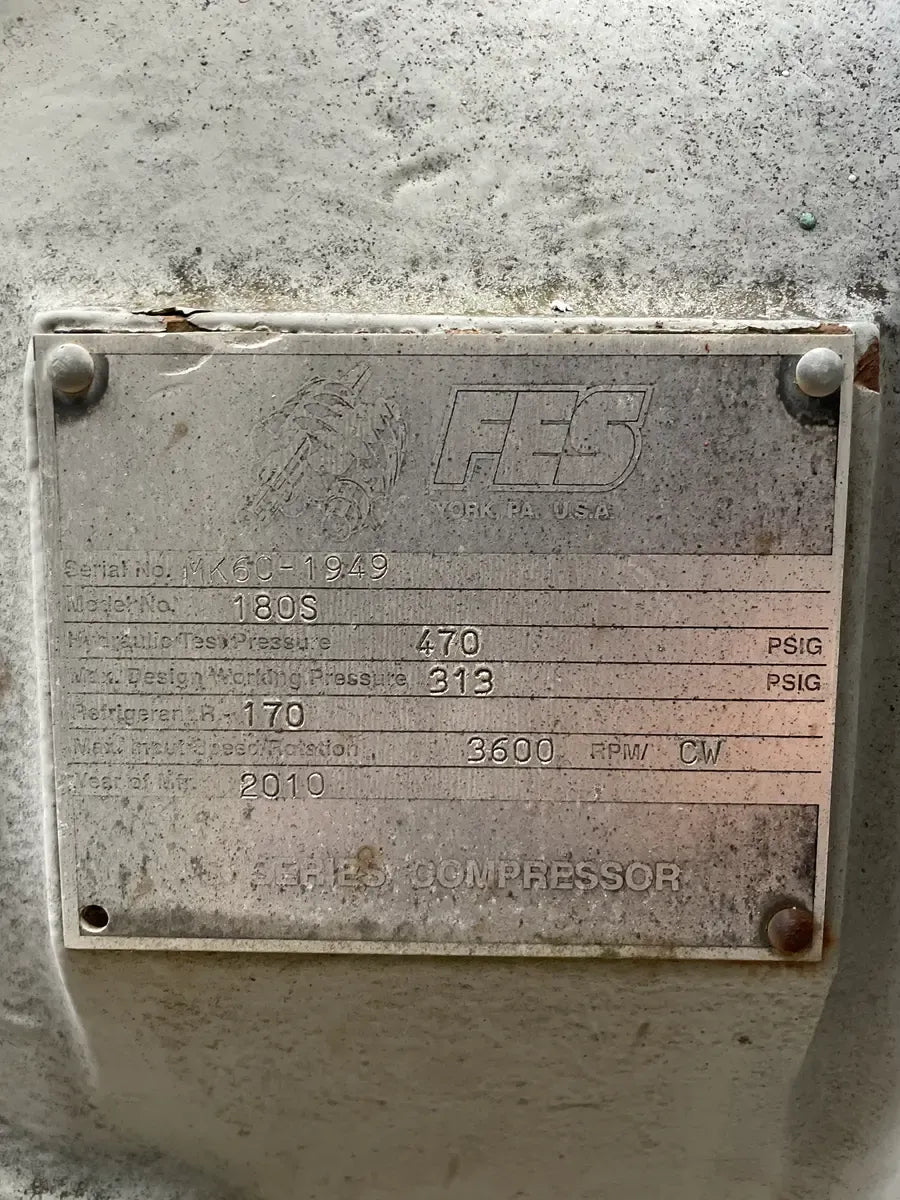 FES
YORK, PA. U.S.A.
Serial No. MK6C-1949
Model No. 180S
Hydraulic Test Pressure 470 PSIG
Max. Design Working Pressure 313 PSIG
Refrigerant R- 170
Max. Input Speed/Rotation 3600 RPM/ CW
Year of Mfr. 2010
SERIES COMPRESSOR